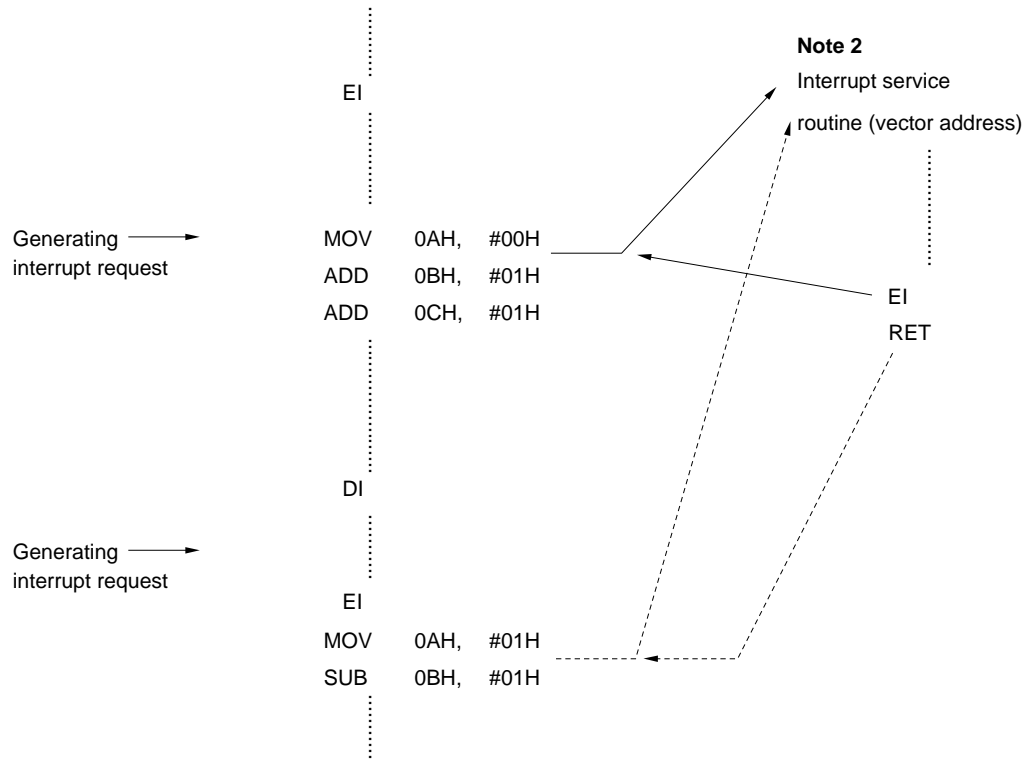 Note 2
EI
Interrupt service
routine (vector address)
Generating
interrupt request
MOV 0AH, #00H
ADD 0BH, #01H
ADD 0CH, #01H
EI
RET
DI
Generating
interrupt request
EI
MOV 0AH, #01H
SUB 0BH, #01H